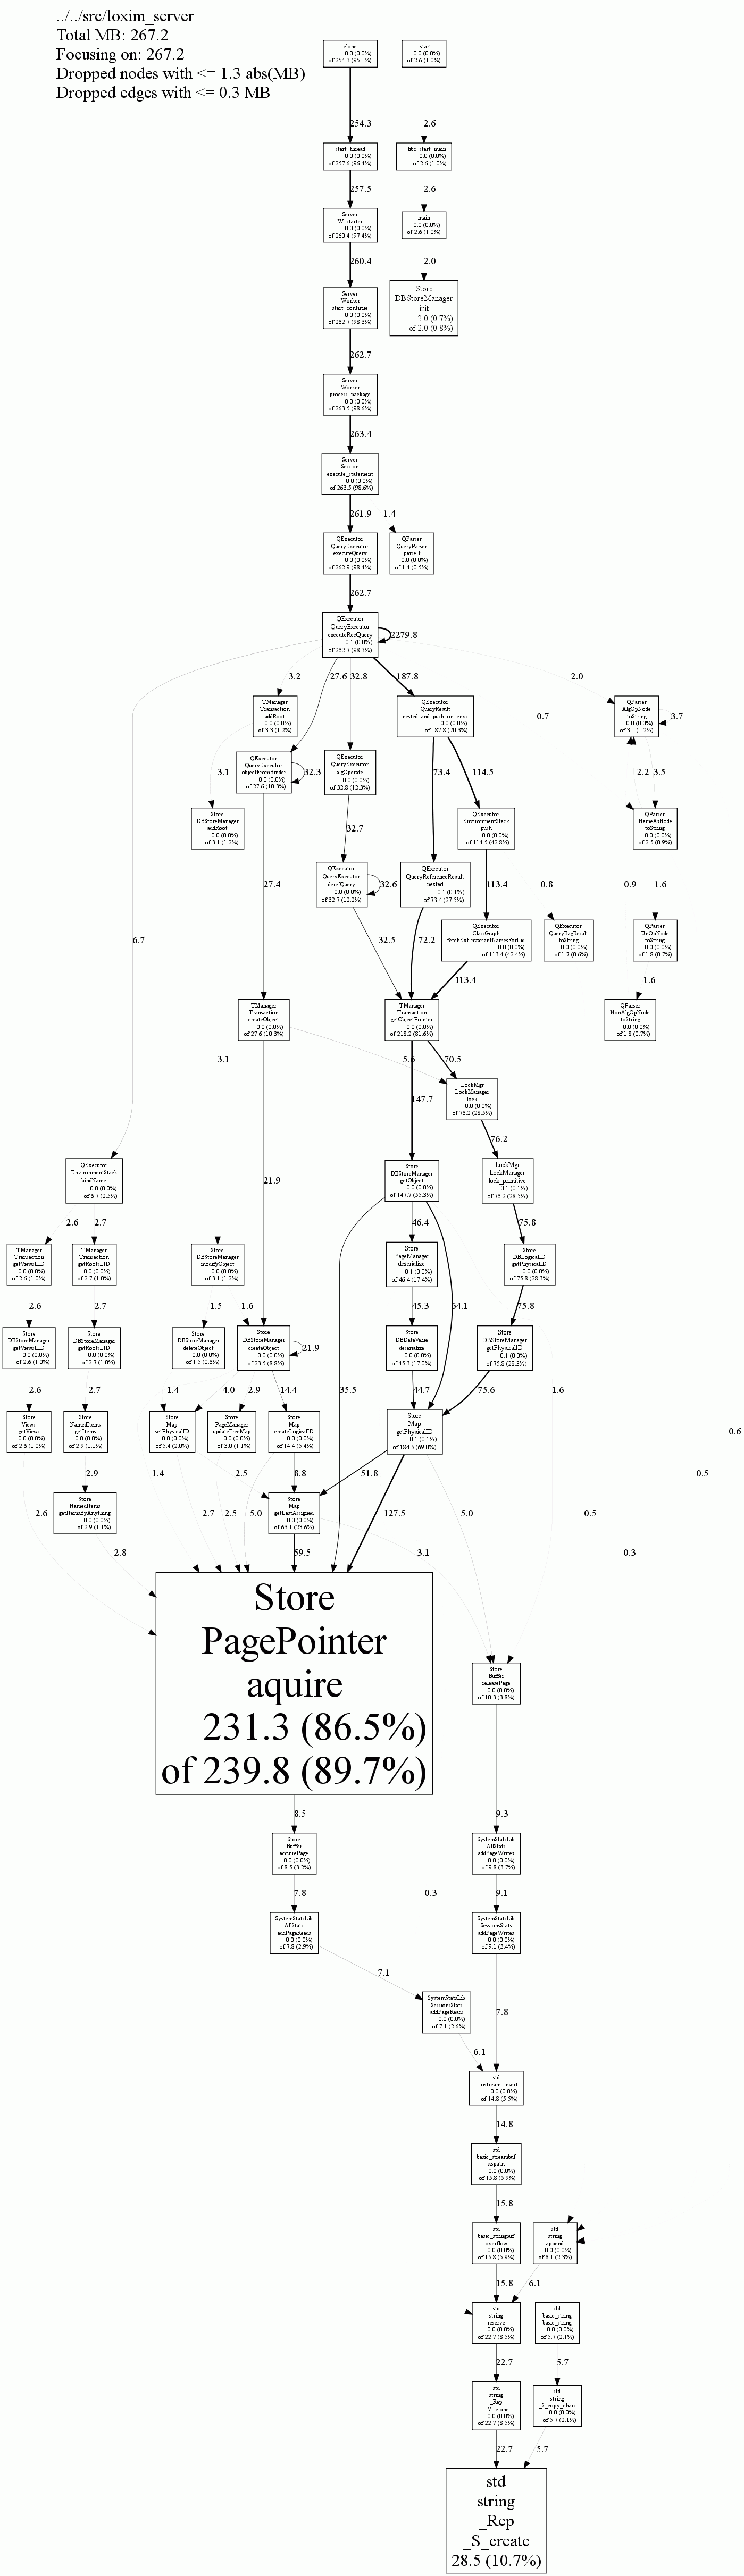 ../../src/loxim_server
Total MB: 267.2
Focusing on: 267.2
Dropped nodes with <= 1.3 abs(MB)
Dropped edges with <= 0.3 MB
clone
0.0 (0.0%)
of 254.3 (95.1%)
_start
0.0 (0.0%)
of 2.6 (1.0%)
254.3
2.6
start_thread
0.0 (0.0%)
of 257.6 (96.4%)
__libc_start_main
0.0 (0.0%)
of 2.6 (1.0%)
257.5
2.6
Server
W_starter
0.0 (0.0%)
of 260.4 (97.4%)
main
0.0 (0.0%)
of 2.6 (1.0%)
260.4
2.0
Server
Worker
start_continue
0.0 (0.0%)
of 262.7 (98.3%)
Store
DBStoreManager
init
2.0 (0.7%)
of 2.0 (0.8%)
262.7
Server
Worker
process_package
0.0 (0.0%)
of 263.5 (98.6%)
263.4
Server
Session
execute_statement
0.0 (0.0%)
of 263.5 (98.6%)
261.9
1.4
QExecutor
QueryExecutor
executeQuery
0.0 (0.0%)
of 262.9 (98.4%)
QParser
QueryParser
parseIt
0.0 (0.0%)
of 1.4 (0.5%)
262.7
QExecutor
QueryExecutor
executeRecQuery
0.1 (0.0%)
of 262.7 (98.3%)
2279.8
3.2
27.6
32.8
187.8
2.0
TManager
Transaction
addRoot
0.0 (0.0%)
of 3.3 (1.2%)
QExecutor
QueryResult
nested_and_push_on_envs
0.0 (0.0%)
of 187.8 (70.3%)
0.7
QParser
AlgOpNode
toString
0.0 (0.0%)
of 3.1 (1.2%)
3.7
QExecutor
QueryExecutor
objectFromBinder
0.0 (0.0%)
of 27.6 (10.3%)
32.3
QExecutor
QueryExecutor
algOperate
0.0 (0.0%)
of 32.8 (12.3%)
3.1
73.4
114.5
2.2
3.5
Store
DBStoreManager
addRoot
0.0 (0.0%)
of 3.1 (1.2%)
32.7
QExecutor
EnvironmentStack
push
0.0 (0.0%)
of 114.5 (42.8%)
QParser
NameAsNode
toString
0.0 (0.0%)
of 2.5 (0.9%)
27.4
QExecutor
QueryExecutor
derefQuery
0.0 (0.0%)
of 32.7 (12.2%)
32.6
QExecutor
QueryReferenceResult
nested
0.1 (0.1%)
of 73.4 (27.5%)
113.4
0.8
0.9
1.6
6.7
32.5
72.2
QExecutor
ClassGraph
fetchExtInvariantNamesForLid
0.0 (0.0%)
of 113.4 (42.4%)
QExecutor
QueryBagResult
toString
0.0 (0.0%)
of 1.7 (0.6%)
QParser
UnOpNode
toString
0.0 (0.0%)
of 1.8 (0.7%)
113.4
1.6
TManager
Transaction
createObject
0.0 (0.0%)
of 27.6 (10.3%)
TManager
Transaction
getObjectPointer
0.0 (0.0%)
of 218.2 (81.6%)
QParser
NonAlgOpNode
toString
0.0 (0.0%)
of 1.8 (0.7%)
3.1
5.6
70.5
LockMgr
LockManager
lock
0.0 (0.0%)
of 76.2 (28.5%)
147.7
76.2
QExecutor
EnvironmentStack
bindName
0.0 (0.0%)
of 6.7 (2.5%)
21.9
Store
DBStoreManager
getObject
0.0 (0.0%)
of 147.7 (55.3%)
LockMgr
LockManager
lock_primitive
0.1 (0.1%)
of 76.2 (28.5%)
2.6
2.7
46.4
75.8
TManager
Transaction
getViewsLID
0.0 (0.0%)
of 2.6 (1.0%)
TManager
Transaction
getRootsLID
0.0 (0.0%)
of 2.7 (1.0%)
Store
DBStoreManager
modifyObject
0.0 (0.0%)
of 3.1 (1.2%)
Store
PageManager
deserialize
0.1 (0.0%)
of 46.4 (17.4%)
Store
DBLogicalID
getPhysicalID
0.0 (0.0%)
of 75.8 (28.3%)
2.6
2.7
1.5
1.6
45.3
64.1
75.8
Store
DBStoreManager
getViewsLID
0.0 (0.0%)
of 2.6 (1.0%)
Store
DBStoreManager
getRootsLID
0.0 (0.0%)
of 2.7 (1.0%)
Store
DBStoreManager
deleteObject
0.0 (0.0%)
of 1.5 (0.6%)
Store
DBStoreManager
createObject
0.0 (0.0%)
of 23.5 (8.8%)
21.9
Store
DBDataValue
deserialize
0.0 (0.0%)
of 45.3 (17.0%)
Store
DBStoreManager
getPhysicalID
0.0 (0.0%)
of 75.8 (28.3%)
2.6
2.7
1.4
4.0
2.9
14.4
35.5
44.7
75.6
1.6
Store
Views
getViews
0.0 (0.0%)
of 2.6 (1.0%)
Store
NamedItems
getItems
0.0 (0.0%)
of 2.9 (1.1%)
Store
Map
setPhysicalID
0.0 (0.0%)
of 5.4 (2.0%)
Store
PageManager
updateFreeMap
0.0 (0.0%)
of 3.0 (1.1%)
Store
Map
createLogicalID
0.0 (0.0%)
of 14.4 (5.4%)
Store
Map
getPhysicalID
0.1 (0.1%)
of 184.5 (69.0%)
0.6
2.9
1.4
2.5
8.8
51.8
0.5
Store
NamedItems
getItemsByAnything
0.0 (0.0%)
of 2.9 (1.1%)
Store
Map
getLastAssigned
0.0 (0.0%)
of 63.1 (23.6%)
2.6
2.7
2.5
5.0
127.5
5.0
0.5
2.8
59.5
3.1
0.3
Store
PagePointer
aquire
231.3 (86.5%)
of 239.8 (89.7%)
Store
Buffer
releasePage
0.0 (0.0%)
of 10.3 (3.8%)
8.5
9.3
Store
Buffer
acquirePage
0.0 (0.0%)
of 8.5 (3.2%)
SystemStatsLib
AllStats
addPageWrites
0.0 (0.0%)
of 9.8 (3.7%)
7.8
0.3
9.1
SystemStatsLib
AllStats
addPageReads
0.0 (0.0%)
of 7.8 (2.9%)
SystemStatsLib
SessionStats
addPageWrites
0.0 (0.0%)
of 9.1 (3.4%)
7.1
SystemStatsLib
SessionsStats
addPageReads
0.0 (0.0%)
of 7.1 (2.6%)
7.8
6.1
std
__ostream_insert
0.0 (0.0%)
of 14.8 (5.5%)
14.8
std
basic_streambuf
xsputn
0.0 (0.0%)
of 15.8 (5.9%)
15.8
std
basic_stringbuf
overflow
0.0 (0.0%)
of 15.8 (5.9%)
std
string
append
0.0 (0.0%)
of 6.1 (2.3%)
15.8
6.1
std
string
reserve
0.0 (0.0%)
of 22.7 (8.5%)
std
basic_string
basic_string
0.0 (0.0%)
of 5.7 (2.1%)
22.7
5.7
std
string
_Rep
_M_clone
0.0 (0.0%)
of 22.7 (8.5%)
std
string
_S_copy_chars
0.0 (0.0%)
of 5.7 (2.1%)
22.7
5.7
std
string
_Rep
_S_create
28.5 (10.7%)